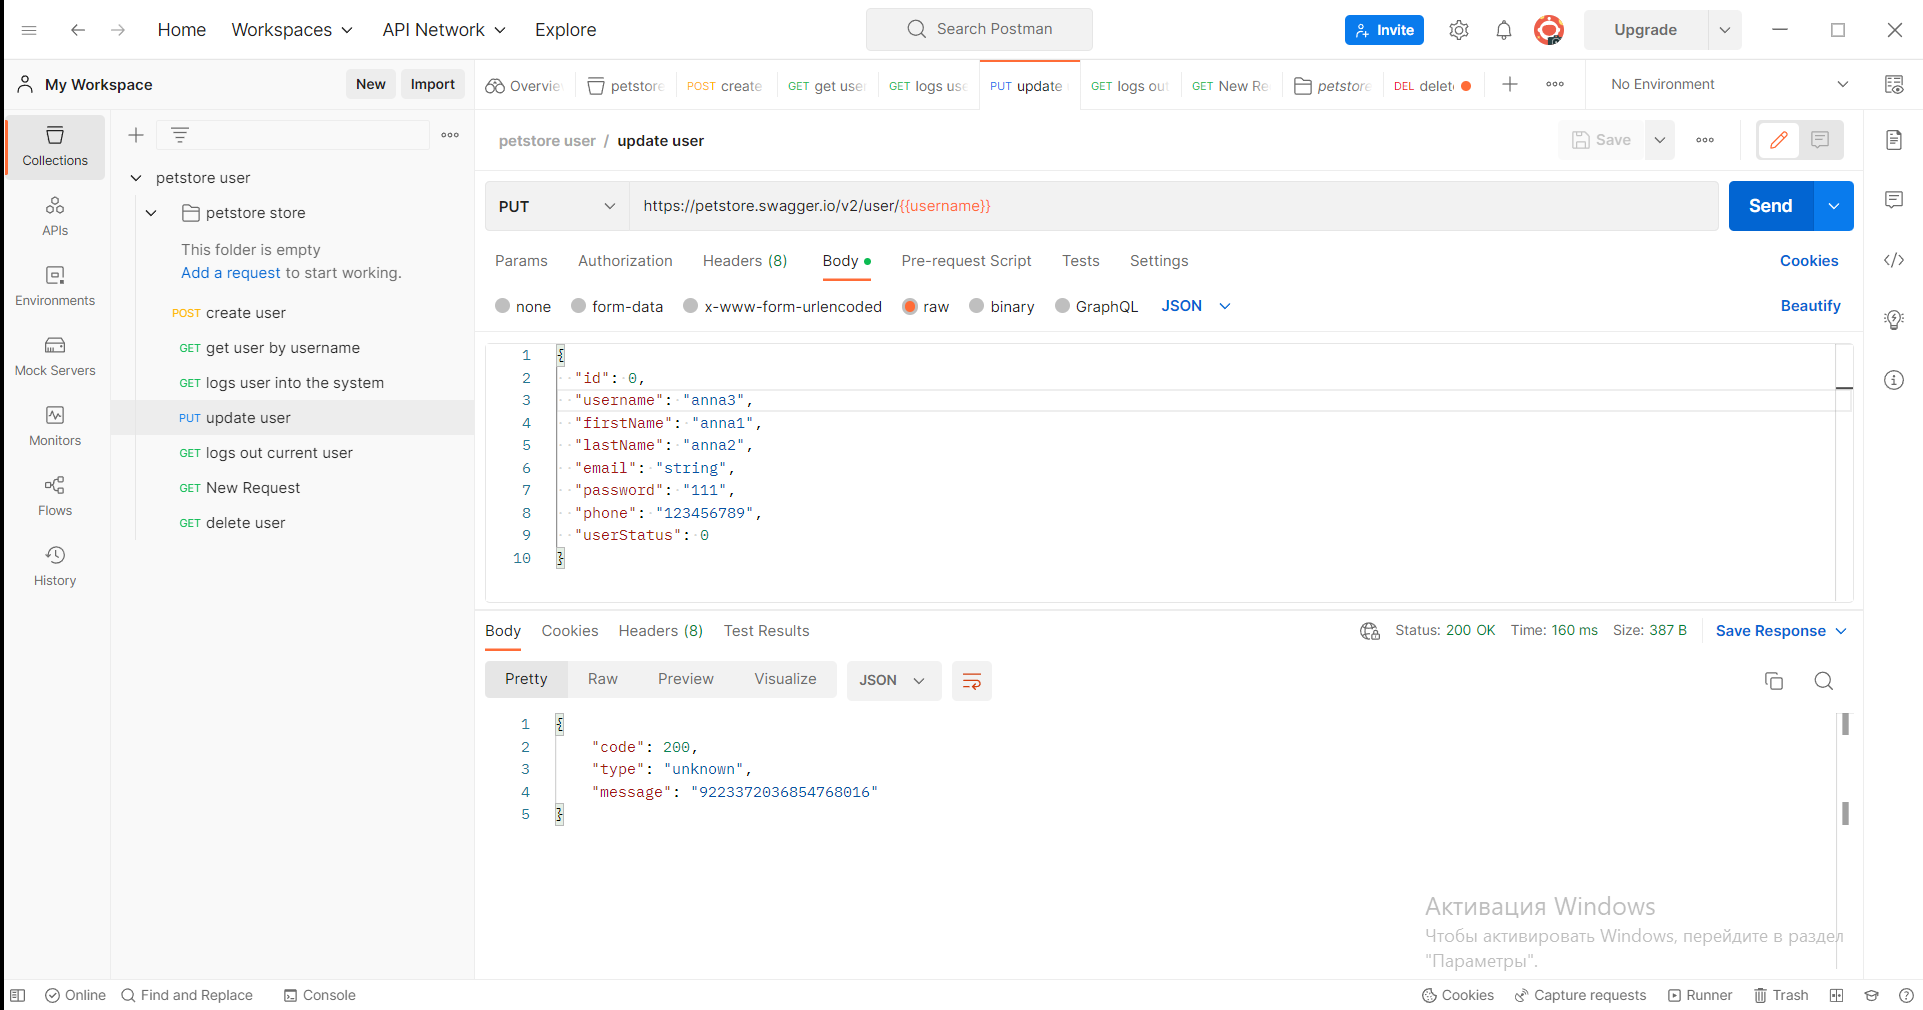 Home Workspaces API Network Explore Search Postman Invite Upgrade
My Workspace New Import Overvie petstore POST create GET get use GET logs use PUT update GET logs out GET New Re petstore DEL delet No Environment
Collections
APIs
Environments
Mock Servers
Monitors
Flows
History
petstore user
petstore store
This folder is empty
Add a request to start working.
POST create user
GET get user by username
GET logs user into the system
PUT update user
GET logs out current user
GET New Request
GET delete user
petstore user / update user Save
PUT https://petstore.swagger.io/v2/user/{{username}} Send
Params Authorization Headers (8) Body Pre-request Script Tests Settings Cookies
none form-data x-www-form-urlencoded raw binary GraphQL JSON Beautify
1 {
2 "id": 0,
3 "username": "anna3",
4 "firstName": "anna1",
5 "lastName": "anna2",
6 "email": "string",
7 "password": "111",
8 "phone": "123456789",
9 "userStatus": 0
10 }
Body Cookies Headers (8) Test Results Status: 200 OK Time: 160 ms Size: 387 B Save Response
Pretty Raw Preview Visualize JSON
1 {
2 "code": 200,
3 "type": "unknown",
4 "message": "9223372036854768016"
5 }
Активация Windows
Чтобы активировать Windows, перейдите в раздел
"Параметры".
Online Find and Replace Console Cookies Capture requests Runner Trash